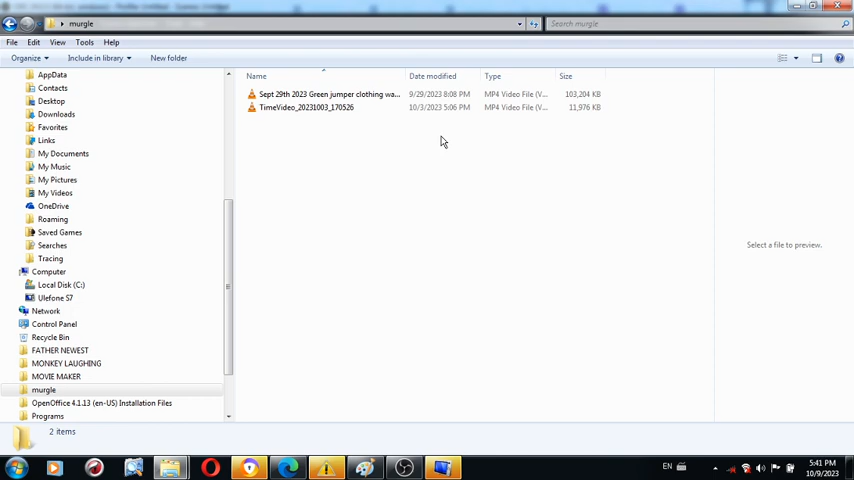 murgle
Search murgle
File Edit View Tools Help
Organize Include in library New folder
Name Date modified Type Size
Sept 29th 2023 Green jumper clothing wa... 9/29/2023 8:08 PM MP4 Video File (V... 103,204 KB
TimeVideo_20231003_170526 10/3/2023 5:06 PM MP4 Video File (V... 11,976 KB
AppData
Contacts
Desktop
Downloads
Favorites
Links
My Documents
My Music
My Pictures
My Videos
OneDrive
Roaming
Saved Games
Searches
Tracing
Computer
Local Disk (C:)
Ulefone S7
Network
Control Panel
Recycle Bin
FATHER NEWEST
MONKEY LAUGHING
MOVIE MAKER
murgle
OpenOffice 4.1.13 (en-US) Installation Files
Programs
Select a file to preview.
2 items
EN
5:41 PM
10/9/2023